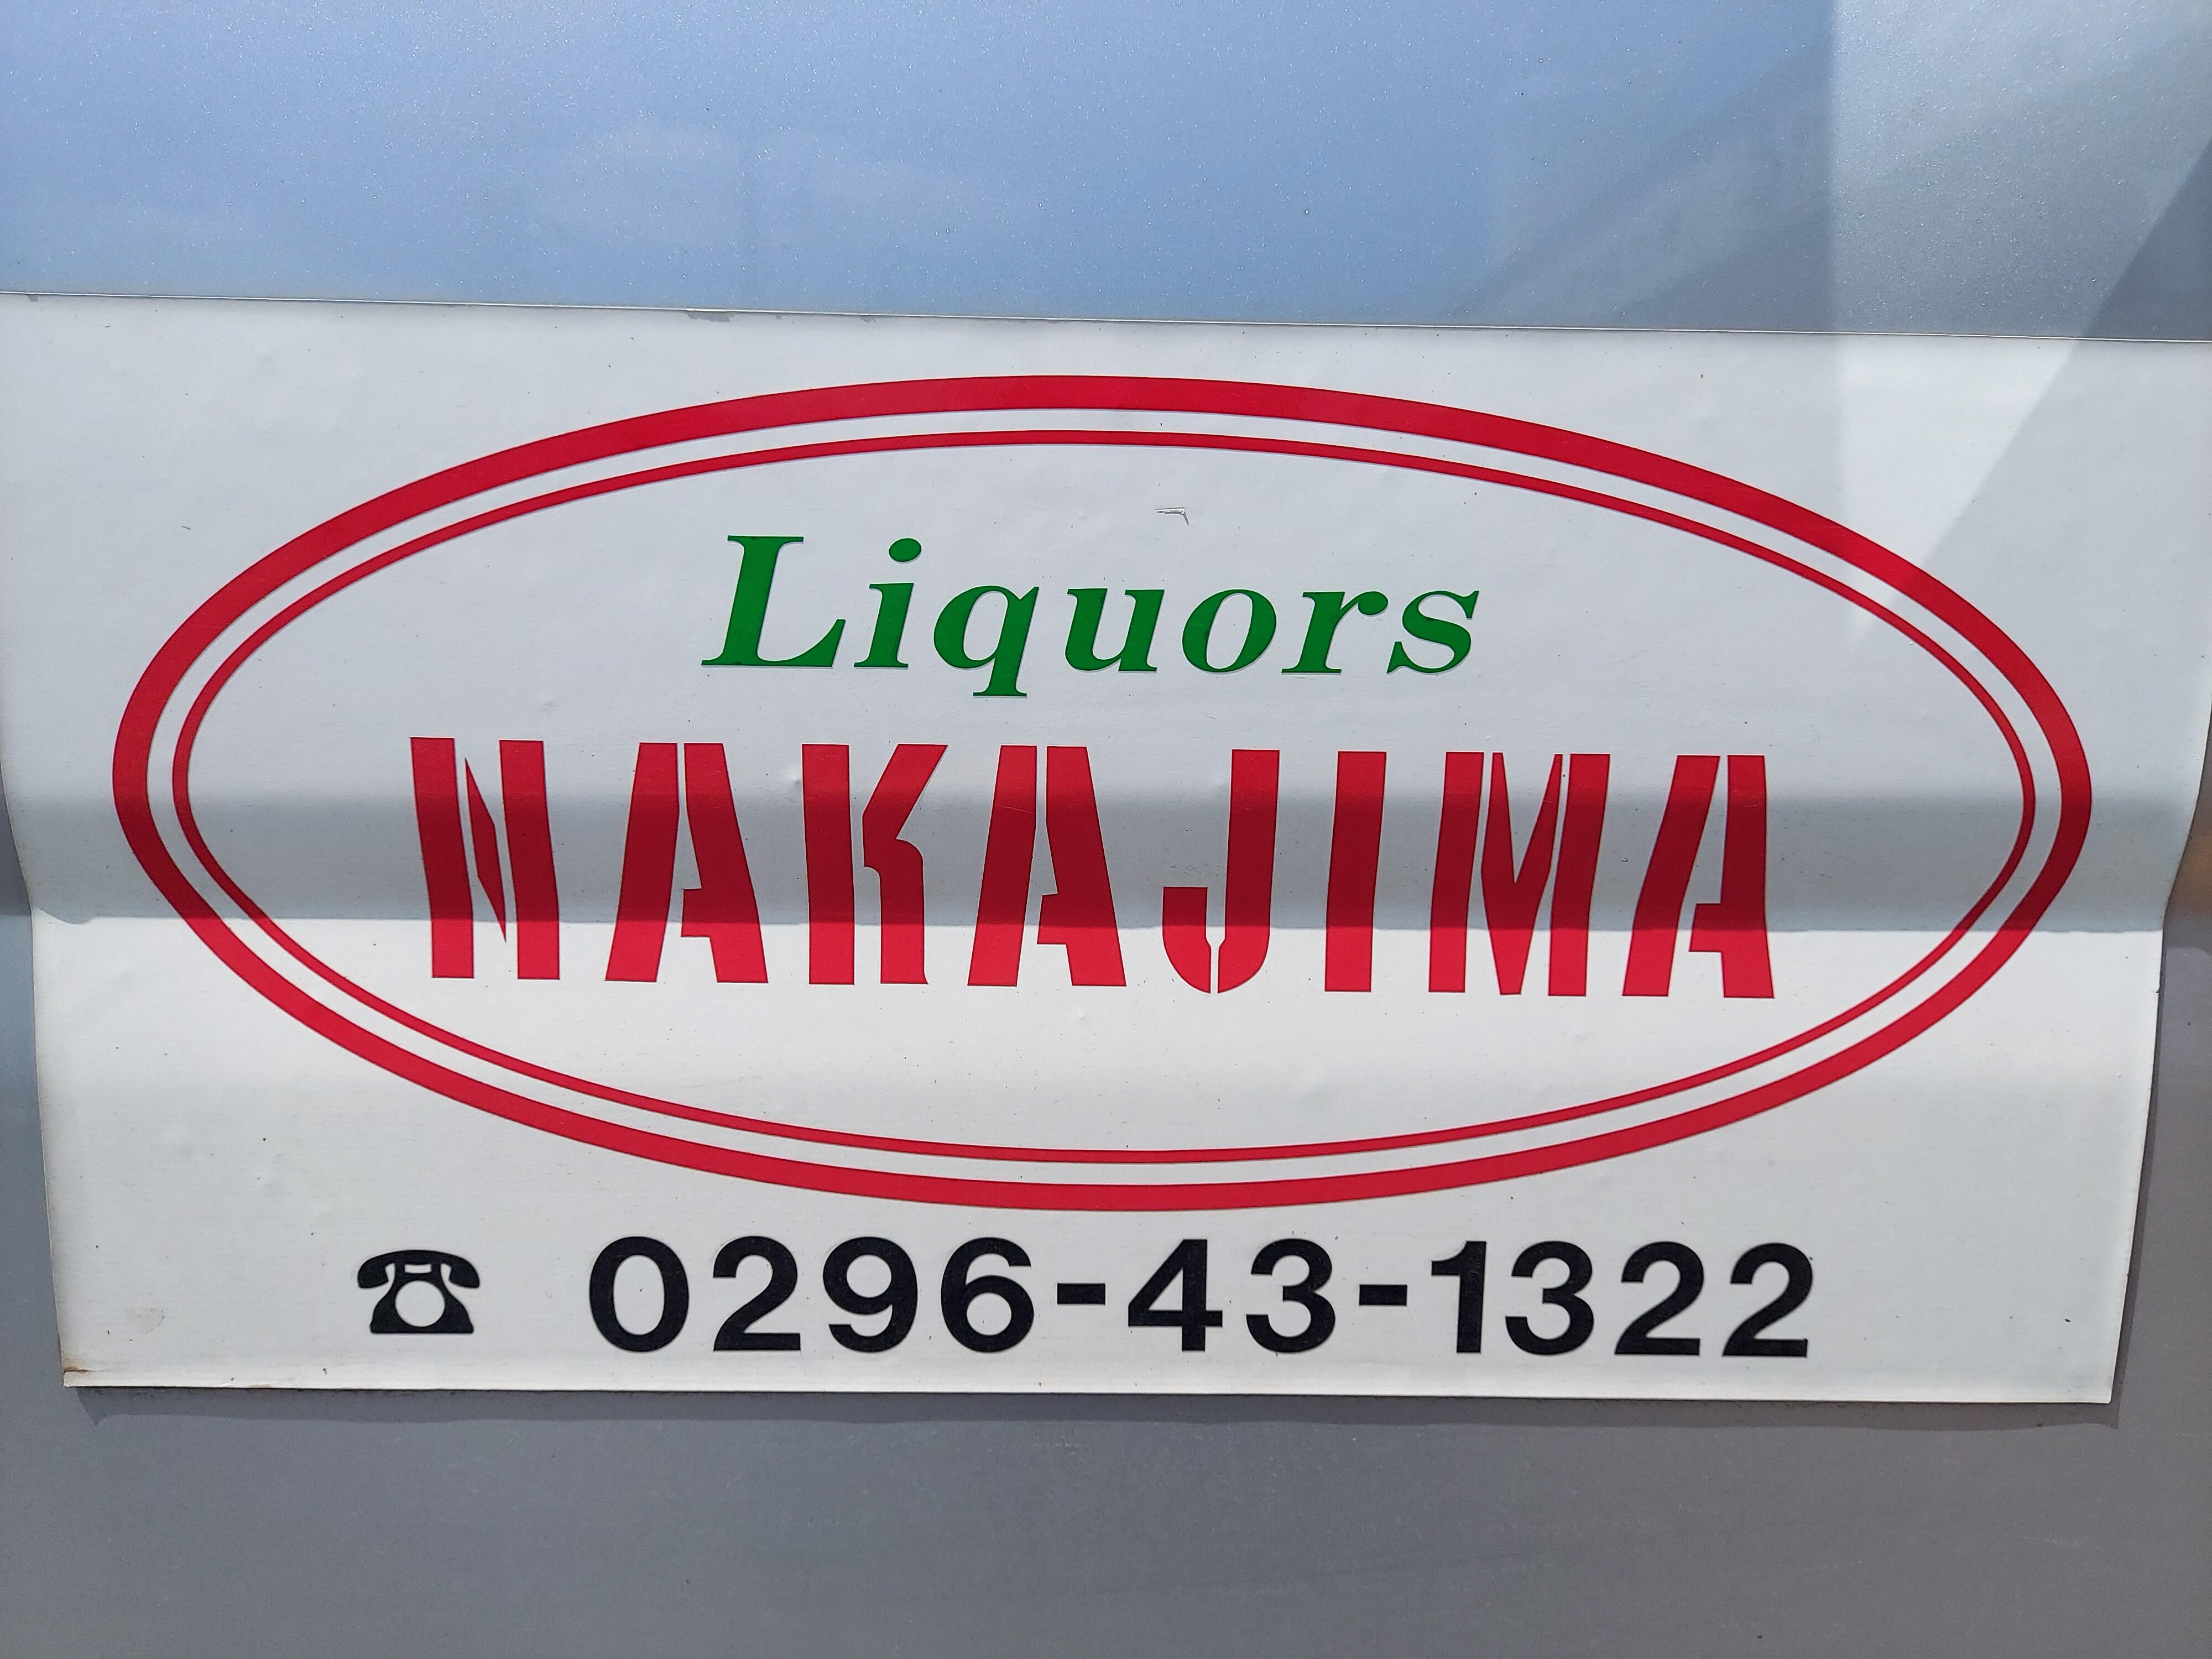 Liquors
NAKAJIMA
☎ 0296-43-1322